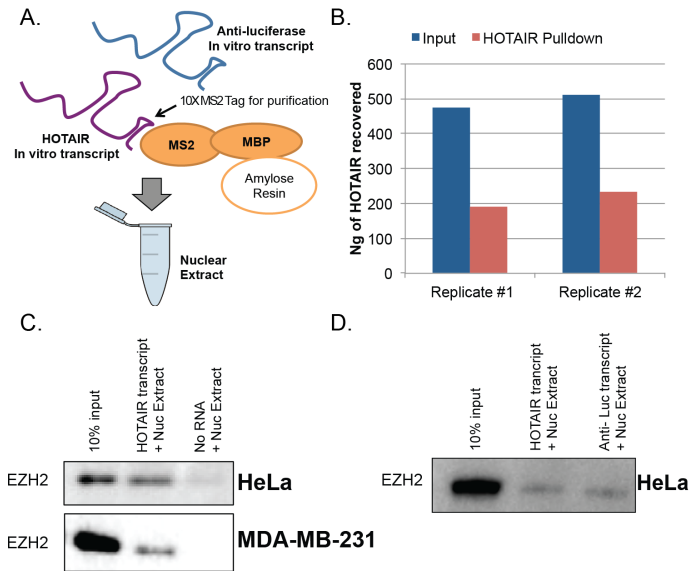 A.
Anti-luciferase
In vitro transcript
10X MS2 Tag for purification
HOTAIR
In vitro transcript
MS2
MBP
Amylose
Resin
Nuclear
Extract
B.
Input
HOTAIR Pulldown
Ng of HOTAIR recovered
600
500
400
300
200
100
0
Replicate #1
Replicate #2
C.
10% input
HOTAIR transcript
+ Nuc Extract
No RNA
+ Nuc Extract
EZH2
HeLa
EZH2
MDA-MB-231
D.
10% input
HOTAIR trancript
+ Nuc Extract
Anti- Luc transcript
+ Nuc Extract
EZH2
HeLa